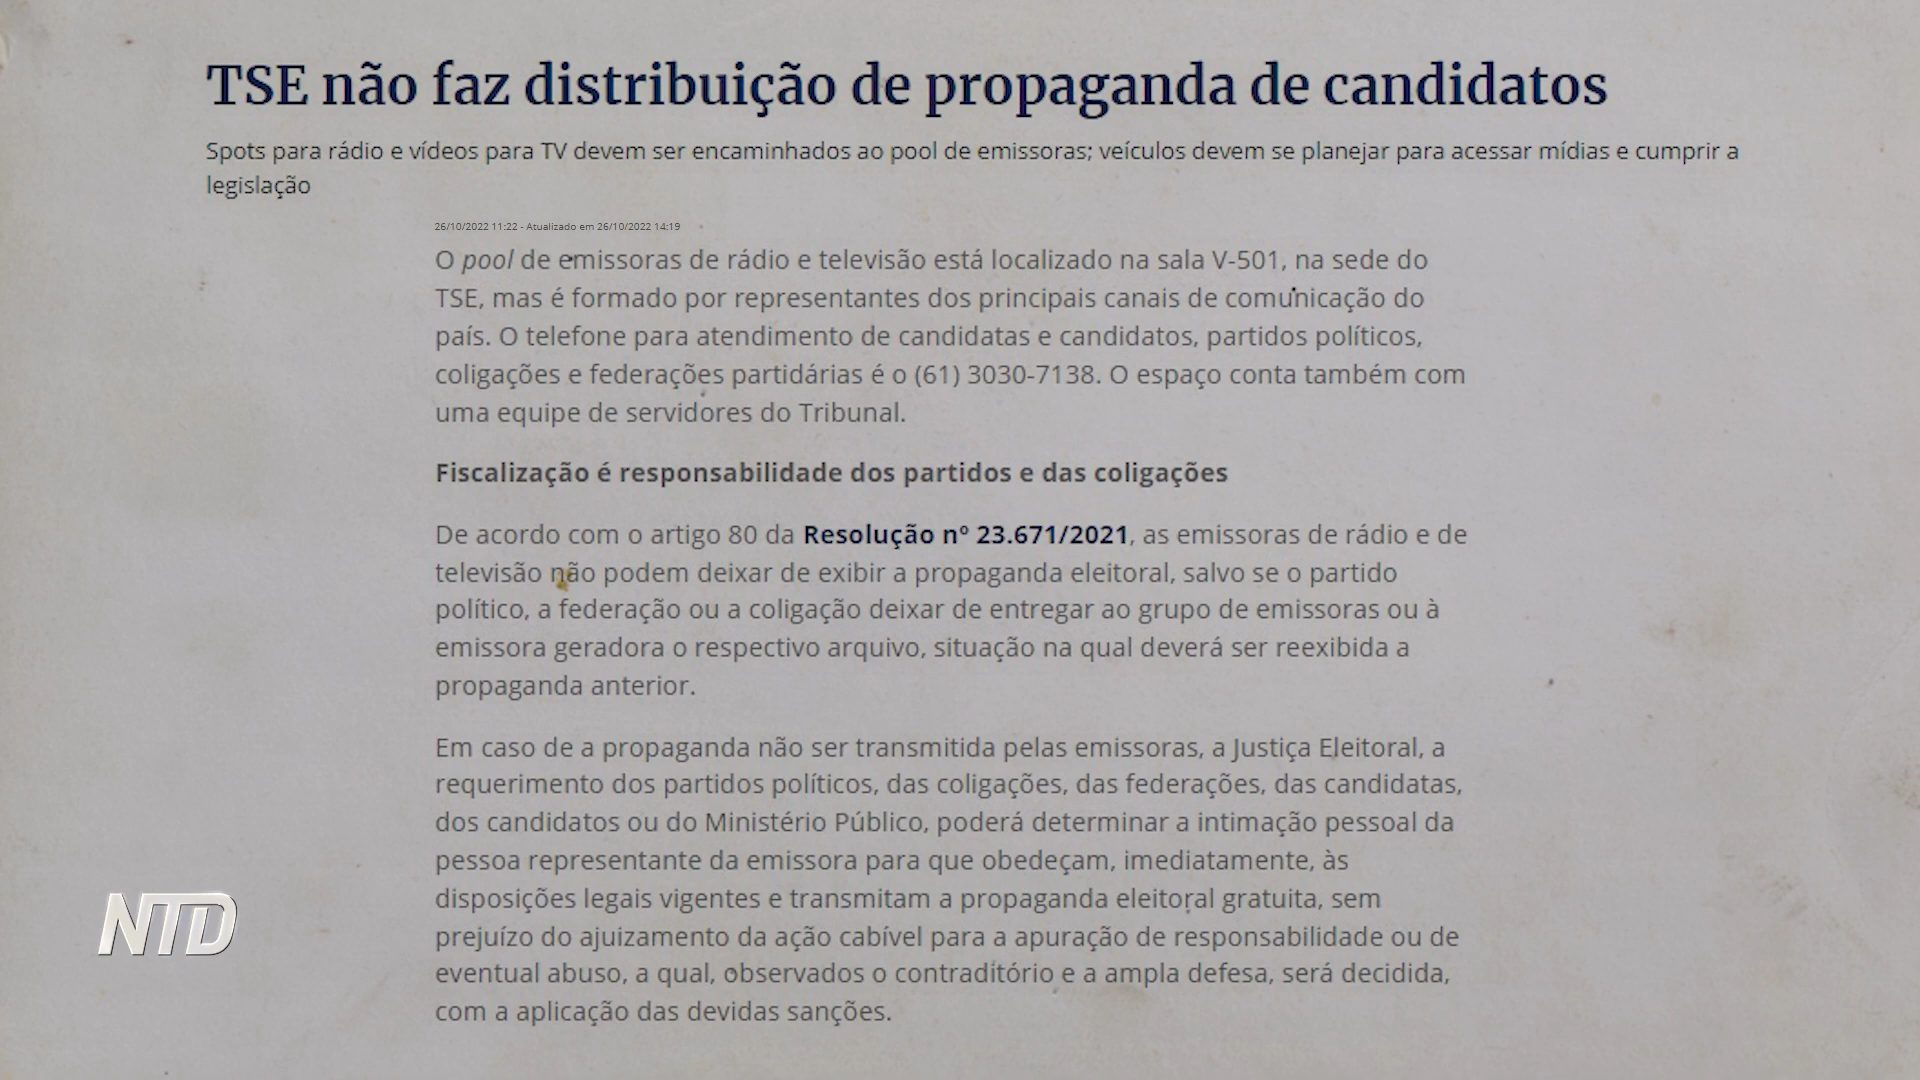 TSE não faz distribuição de propaganda de candidatos
Spots para rádio e vídeos para TV devem ser encaminhados ao pool de emissoras; veículos devem se planejar para acessar mídias e cumprir a
legislação
26/10/2022 11:22 - Atualizado em 26/10/2022 14:19
O pool de emissoras de rádio e televisão está localizado na sala V-501, na sede do
TSE, mas é formado por representantes dos principais canais de comunicação do
país. O telefone para atendimento de candidatas e candidatos, partidos políticos,
coligações e federações partidárias é o (61) 3030-7138. O espaço conta também com
uma equipe de servidores do Tribunal.
Fiscalização é responsabilidade dos partidos e das coligações
De acordo com o artigo 80 da Resolução nº 23.671/2021, as emissoras de rádio e de
televisão não podem deixar de exibir a propaganda eleitoral, salvo se o partido
político, a federação ou a coligação deixar de entregar ao grupo de emissoras ou à
emissora geradora o respectivo arquivo, situação na qual deverá ser reexibida a
propaganda anterior.
Em caso de a propaganda não ser transmitida pelas emissoras, a Justiça Eleitoral, a
requerimento dos partidos políticos, das coligações, das federações, das candidatas,
dos candidatos ou do Ministério Público, poderá determinar a intimação pessoal da
pessoa representante da emissora para que obedeçam, imediatamente, às
disposições legais vigentes e transmitam a propaganda eleitoral gratuita, sem
prejuízo do ajuizamento da ação cabível para a apuração de responsabilidade ou de
eventual abuso, a qual, observados o contraditório e a ampla defesa, será decidida,
com a aplicação das devidas sanções.
NTD